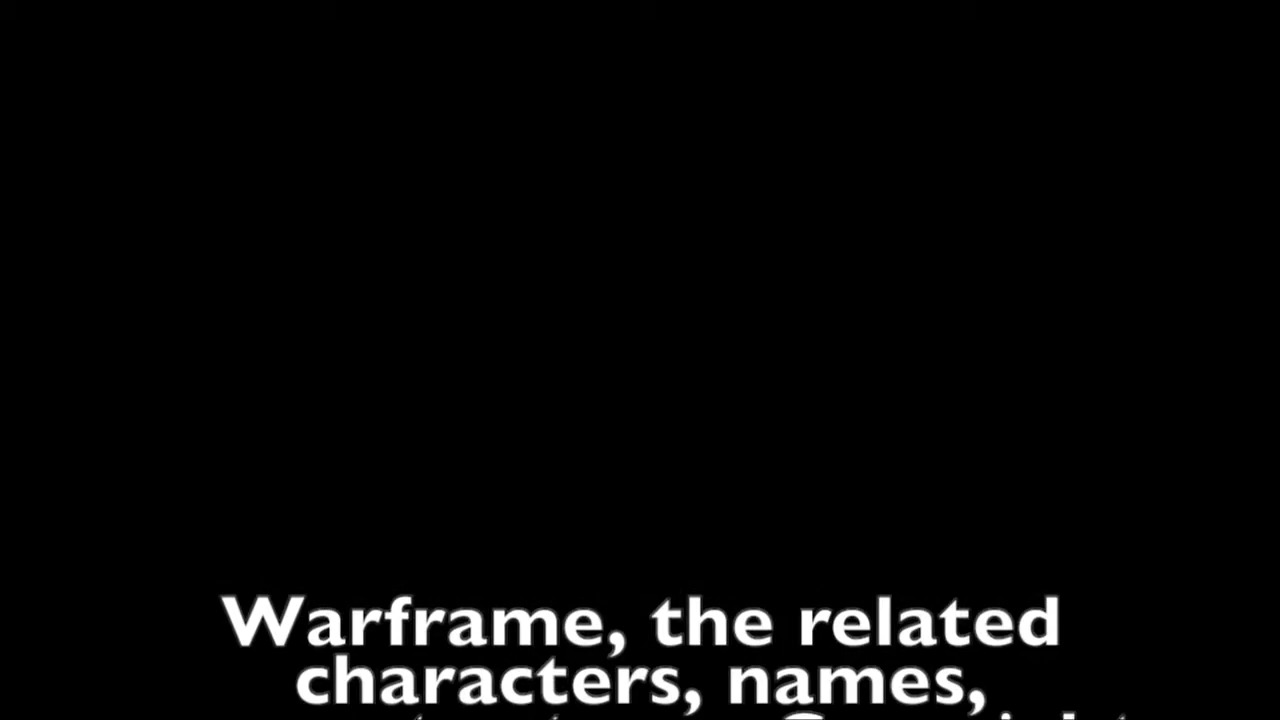 Warframe, the related
characters, names,